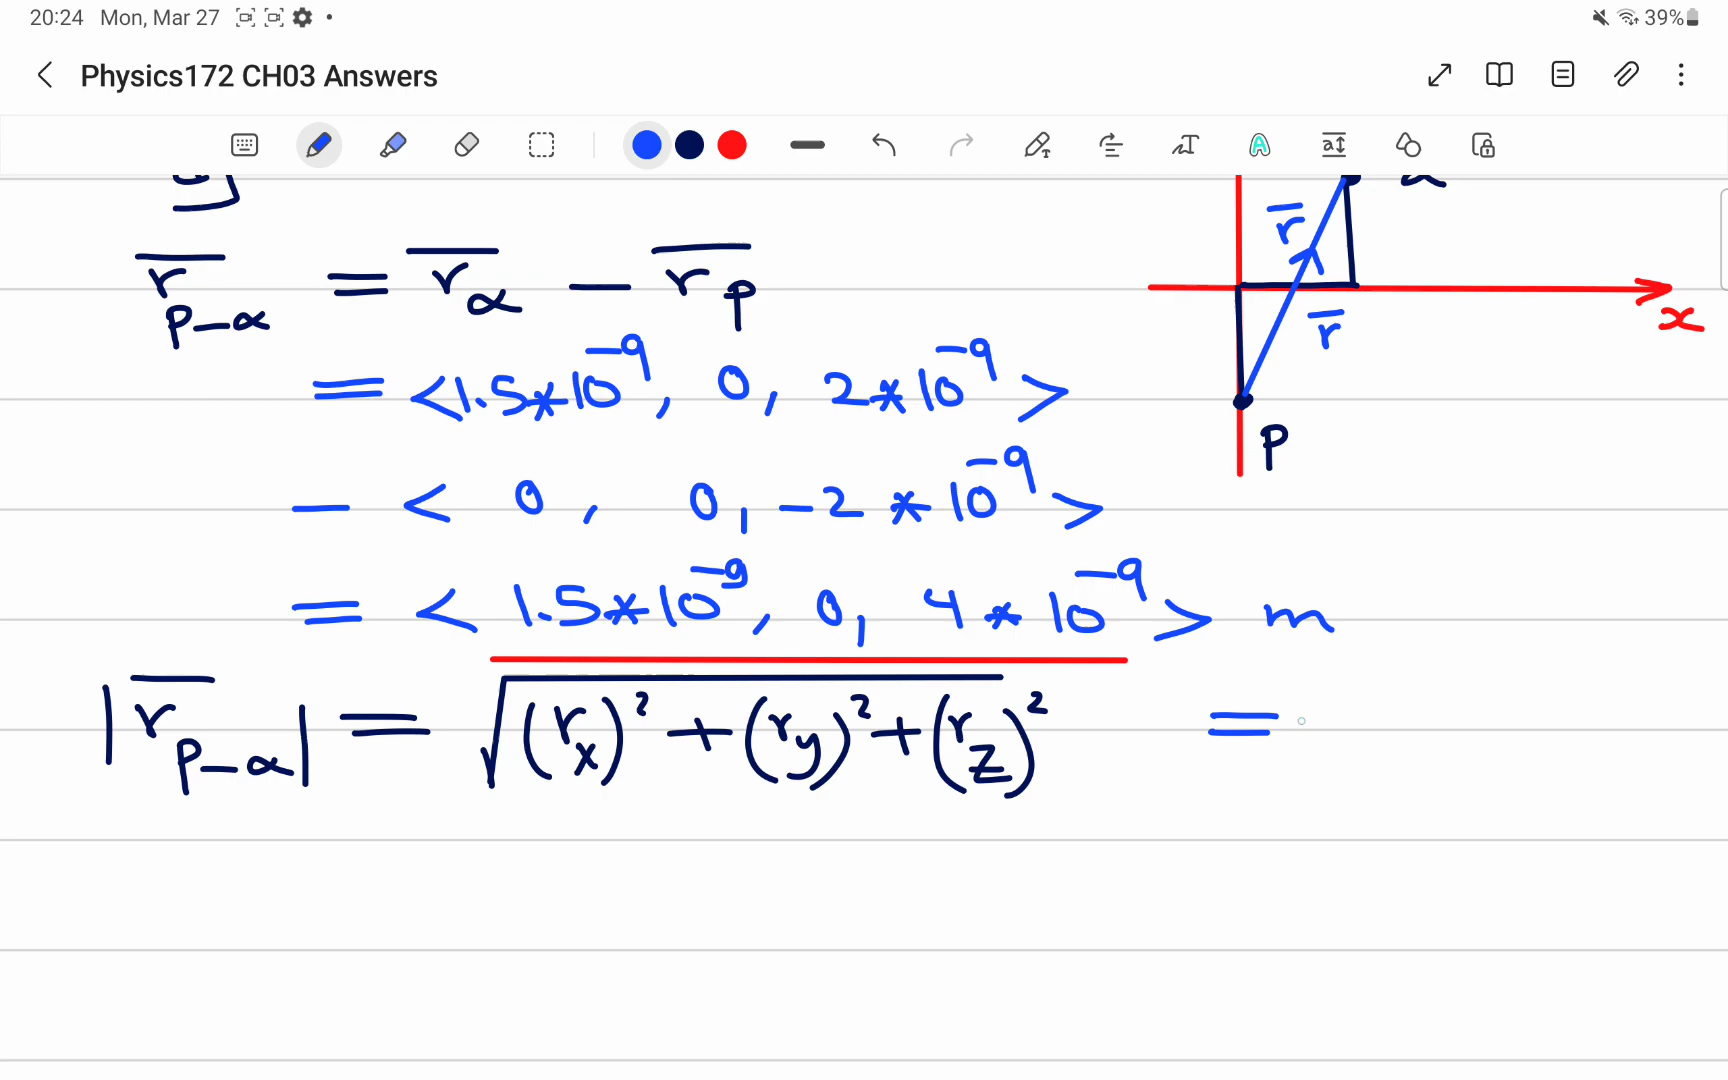 20:24 Mon, Mar 27 39%
Physics172 CH03 Answers
r̅ P-α = r̅ α - r̅ P
= <1.5*10⁻⁹, 0, 2*10⁻⁹>
- < 0, 0, -2*10⁻⁹>
= < 1.5*10⁻⁹, 0, 4*10⁻⁹> m
|r̅ P-α| = √(rx)² + (ry)² + (rz)² =
r̅
x
r̅
P